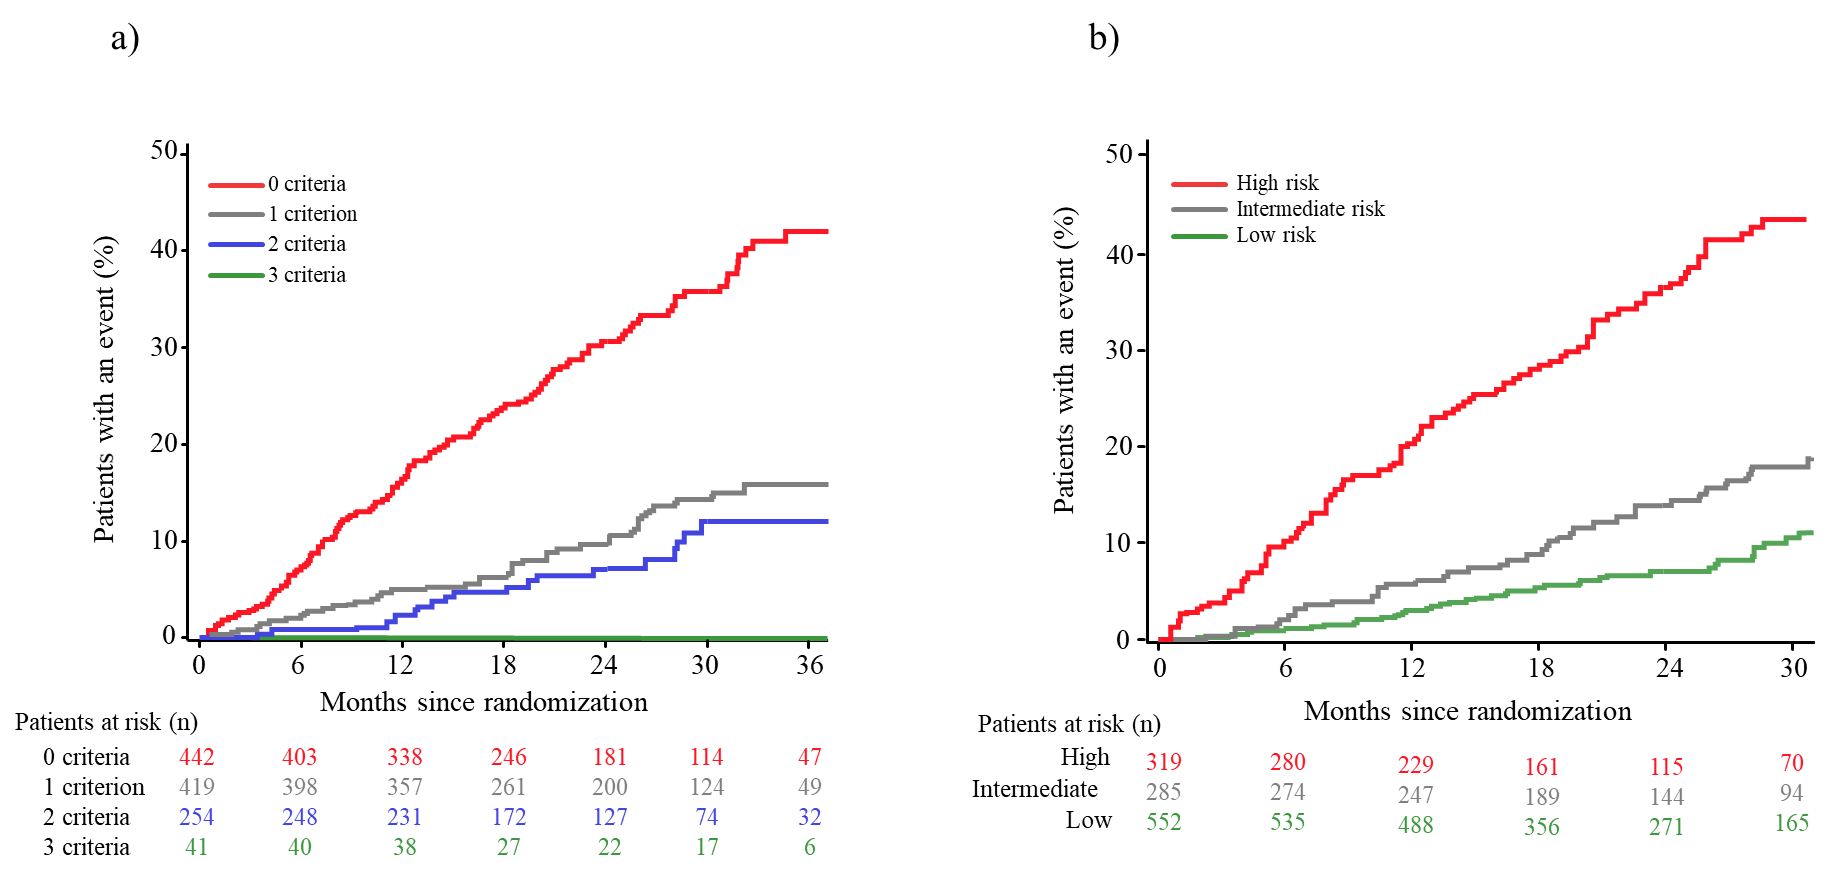 a)
50
40
30
20
10
0
Patients with an event (%)
0 criteria
1 criterion
2 criteria
3 criteria
0 6 12 18 24 30 36
Months since randomization
Patients at risk (n)
0 criteria 442 403 338 246 181 114 47
1 criterion 419 398 357 261 200 124 49
2 criteria 254 248 231 172 127 74 32
3 criteria 41 40 38 27 22 17 6
b)
50
40
30
20
10
0
Patients with an event (%)
High risk
Intermediate risk
Low risk
0 6 12 18 24 30
Months since randomization
Patients at risk (n)
High 319 280 229 161 115 70
Intermediate 285 274 247 189 144 94
Low 552 535 488 356 271 165